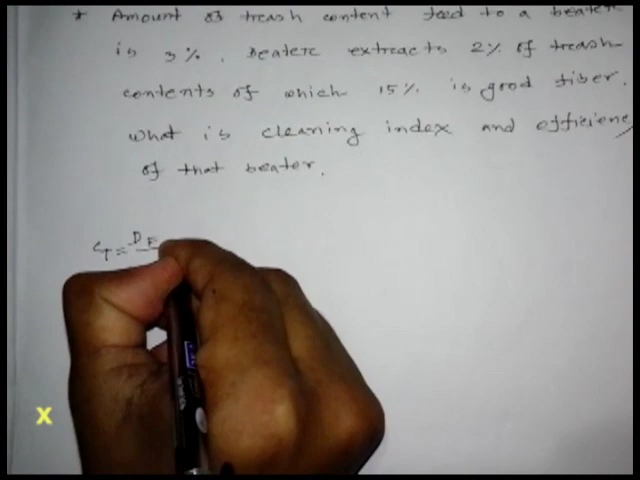 * Amount of trash content feed to a beater
is 3%. Beater extracts 2% of trash
contents of which 15% is good fiber.
What is cleaning index and efficiency
of that beater.
= D F
x